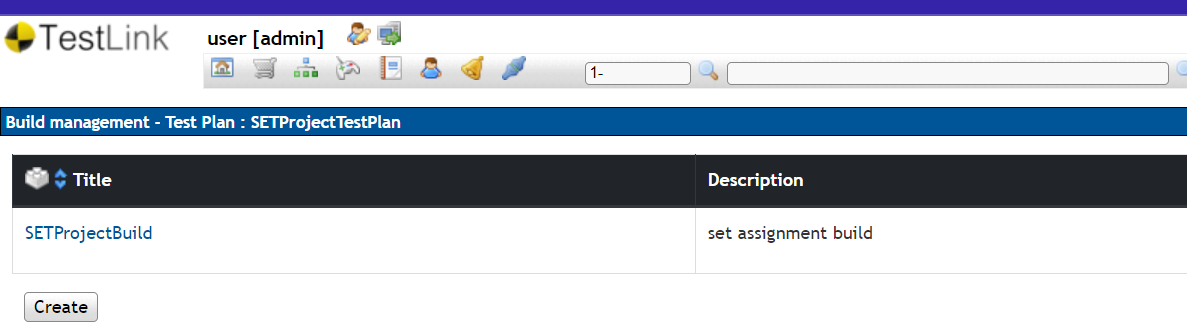 TestLink
user [admin]
1-
Build management - Test Plan : SETProjectTestPlan
Title Description
SETProjectBuild set assignment build
Create